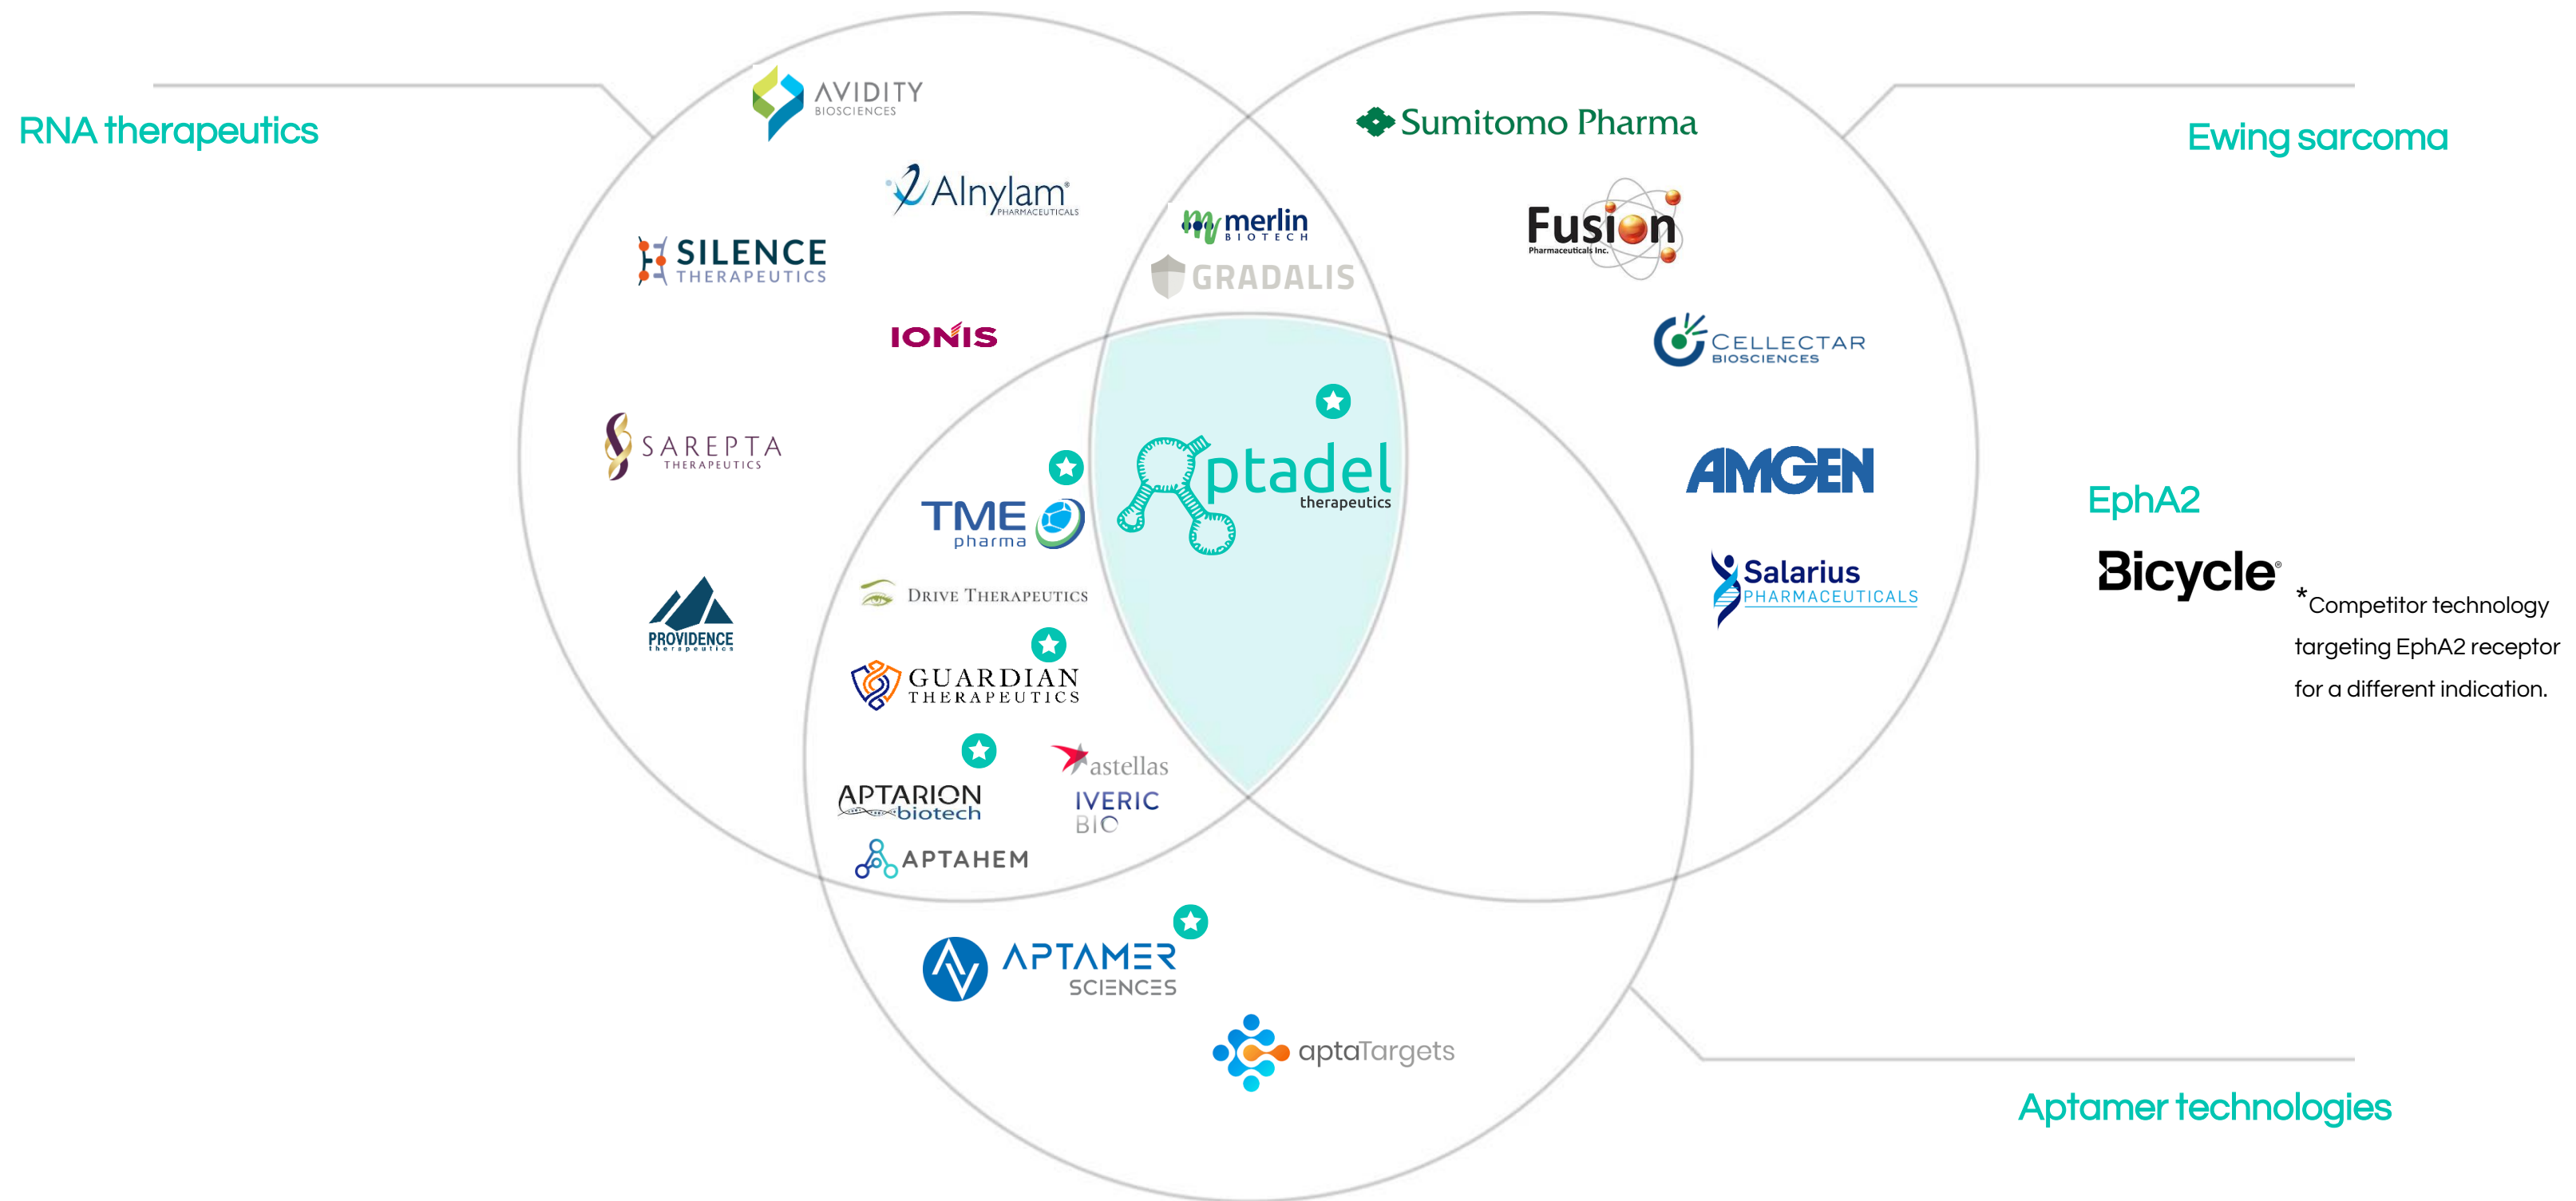 RNA therapeutics
Ewing sarcoma
AVIDITY
BIOSCIENCES
Sumitomo Pharma
Alnylam®
PHARMACEUTICALS
merlin
BIOTECH
GRADALIS
Fusion
Pharmaceuticals Inc.
SILENCE
THERAPEUTICS
IONIS
CELLECTAR
BIOSCIENCES
SAREPTA
THERAPEUTICS
ptadel
therapeutics
AMGEN
TME
pharma
EphA2
Bicycle®
*Competitor technology
targeting EphA2 receptor
for a different indication.
DRIVE THERAPEUTICS
Salarius
PHARMACEUTICALS
PROVIDENCE
therapeutics
GUARDIAN
THERAPEUTICS
astellas
IVERIC
BIO
APTARION
biotech
APTAHEM
APTAMER
SCIENCES
aptaTargets
Aptamer technologies